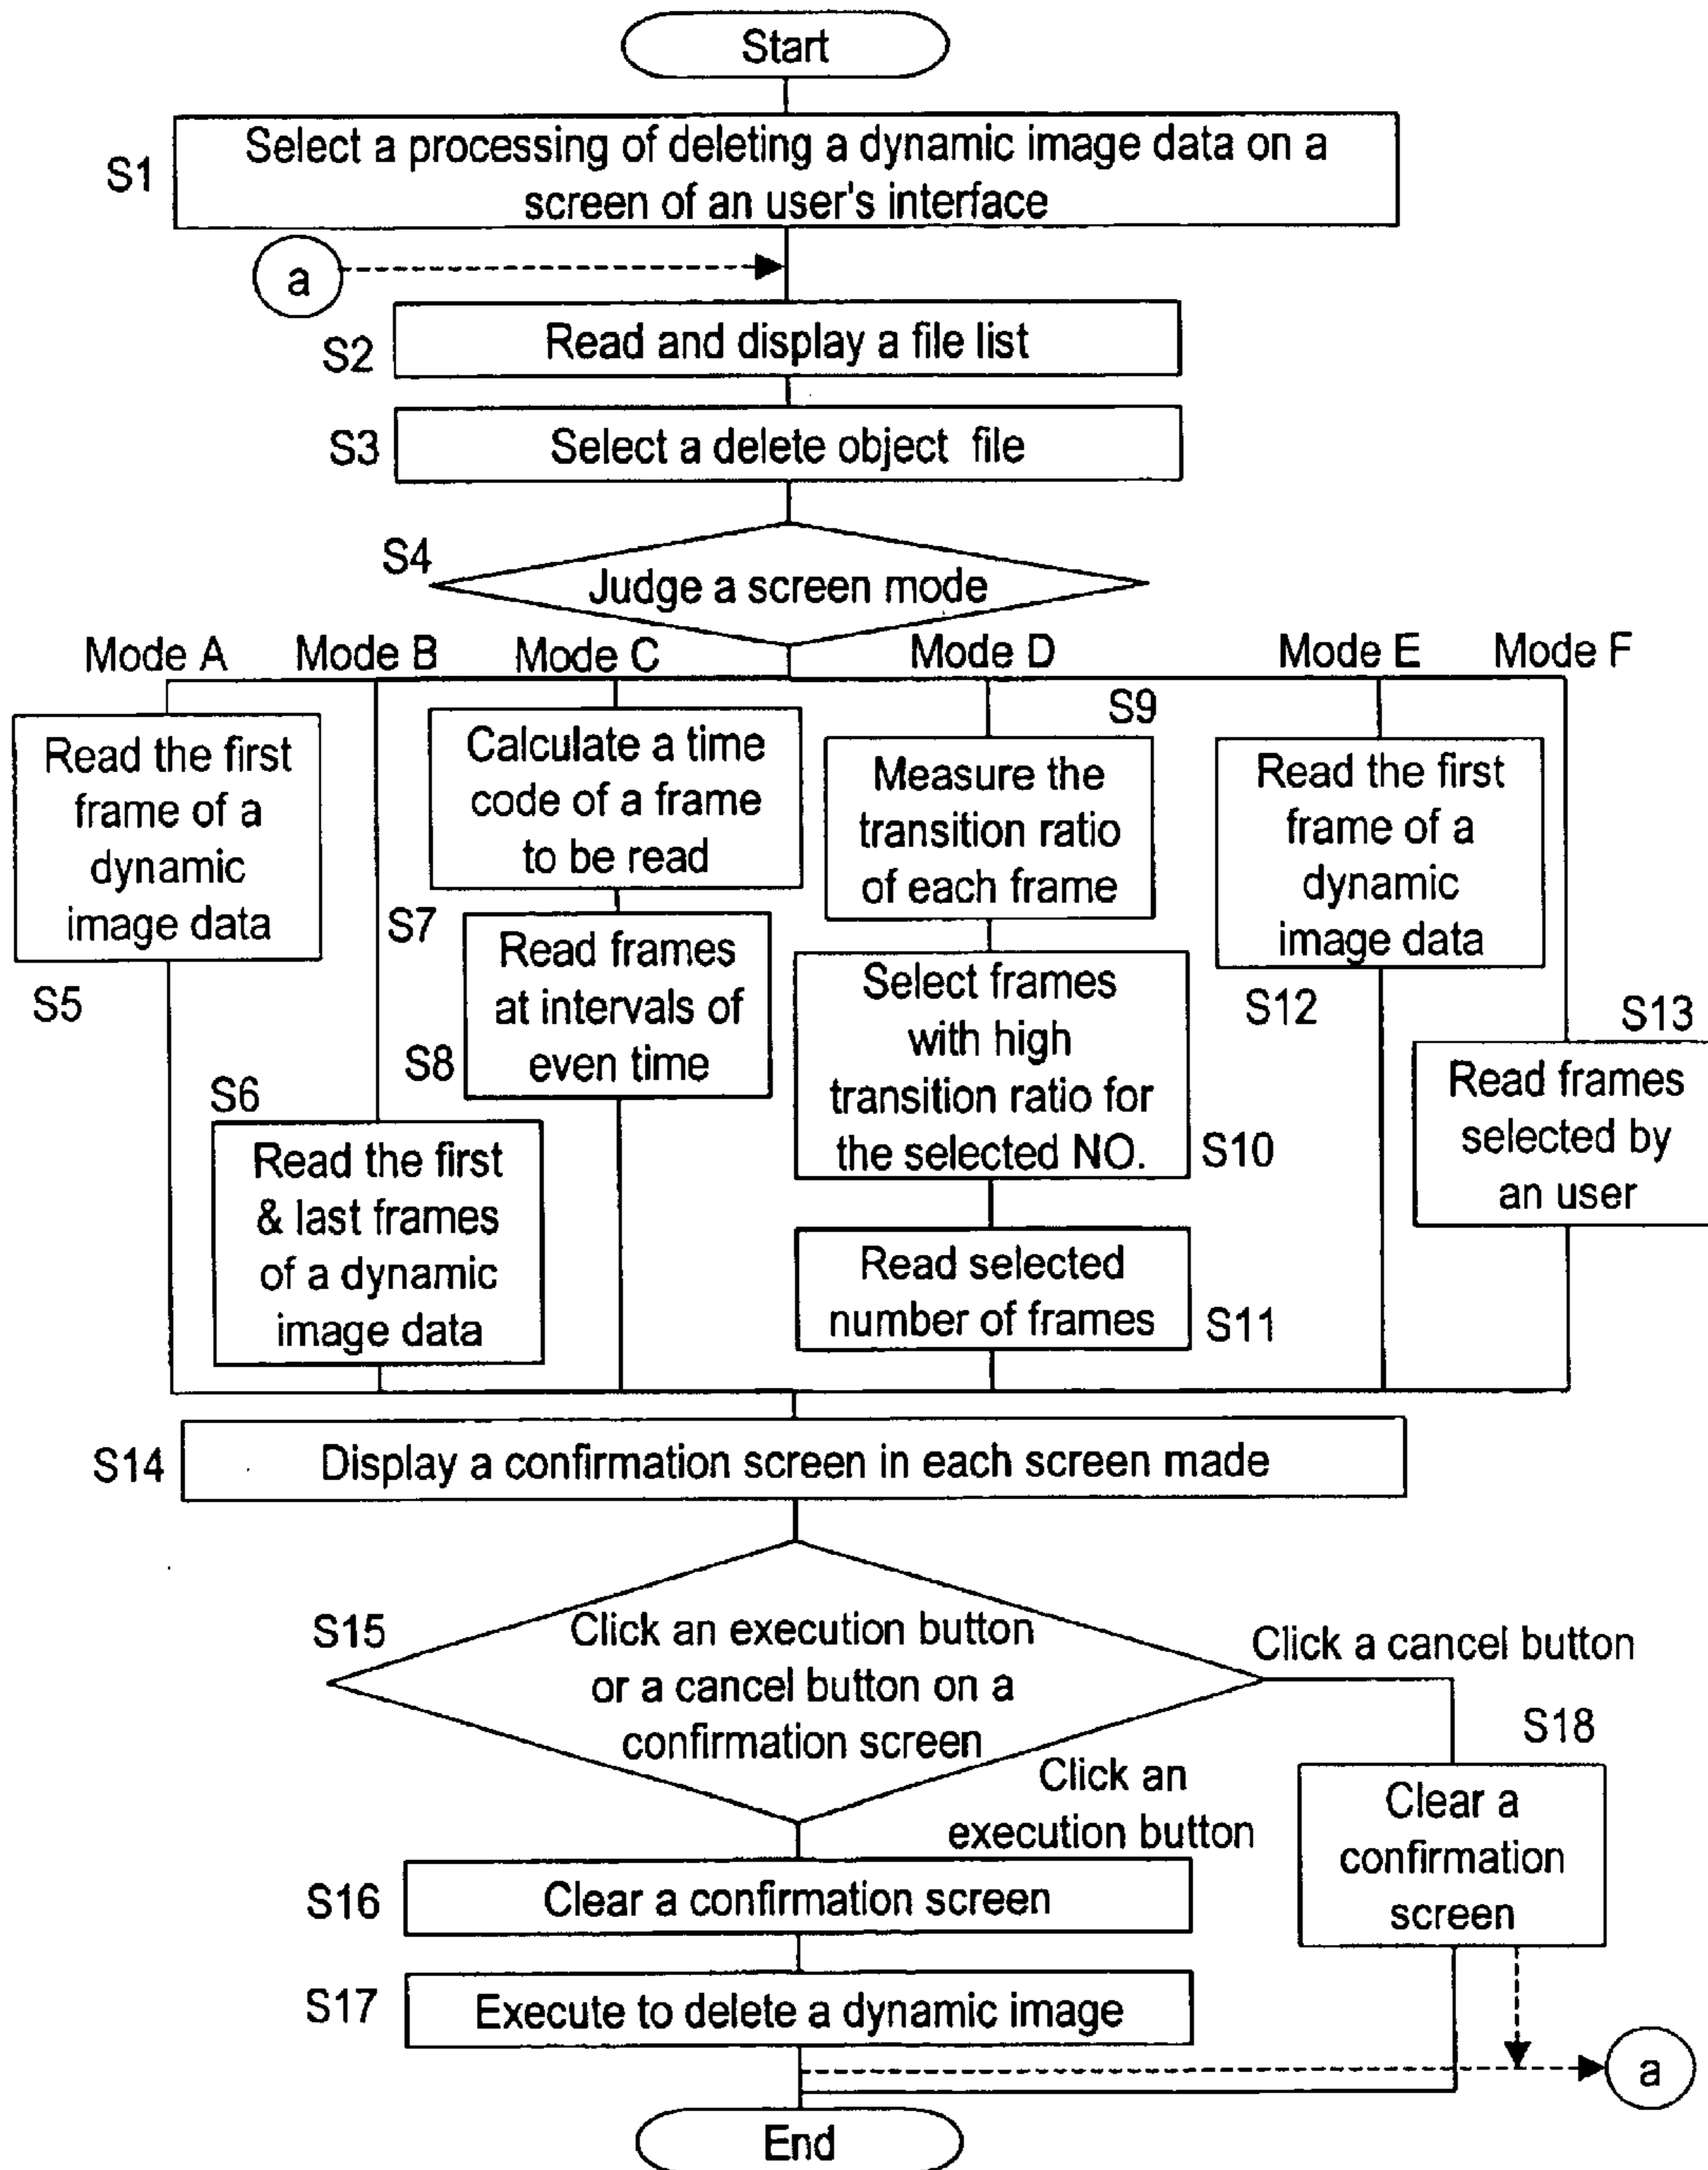 Start
S1
Select a processing of deleting a dynamic image data on a
screen of an user's interface
a
S2
Read and display a file list
S3
Select a delete object file
S4
Judge a screen mode
Mode A
Mode B
Mode C
Mode D
Mode E
Mode F
Read the first
frame of a
dynamic
image data
S5
S6
Read the first
& last frames
of a dynamic
image data
Calculate a time
code of a frame
to be read
S7
Read frames
at intervals of
even time
S8
S9
Measure the
transition ratio
of each frame
Select frames
with high
transition ratio for
the selected NO.
S10
Read selected
number of frames
S11
Read the first
frame of a
dynamic
image data
S12
S13
Read frames
selected by
an user
S14
Display a confirmation screen in each screen made
S15
Click an execution button
or a cancel button on a
confirmation screen
Click a cancel button
S18
Clear a
confirmation
screen
Click an
execution button
S16
Clear a confirmation screen
S17
Execute to delete a dynamic image
a
End